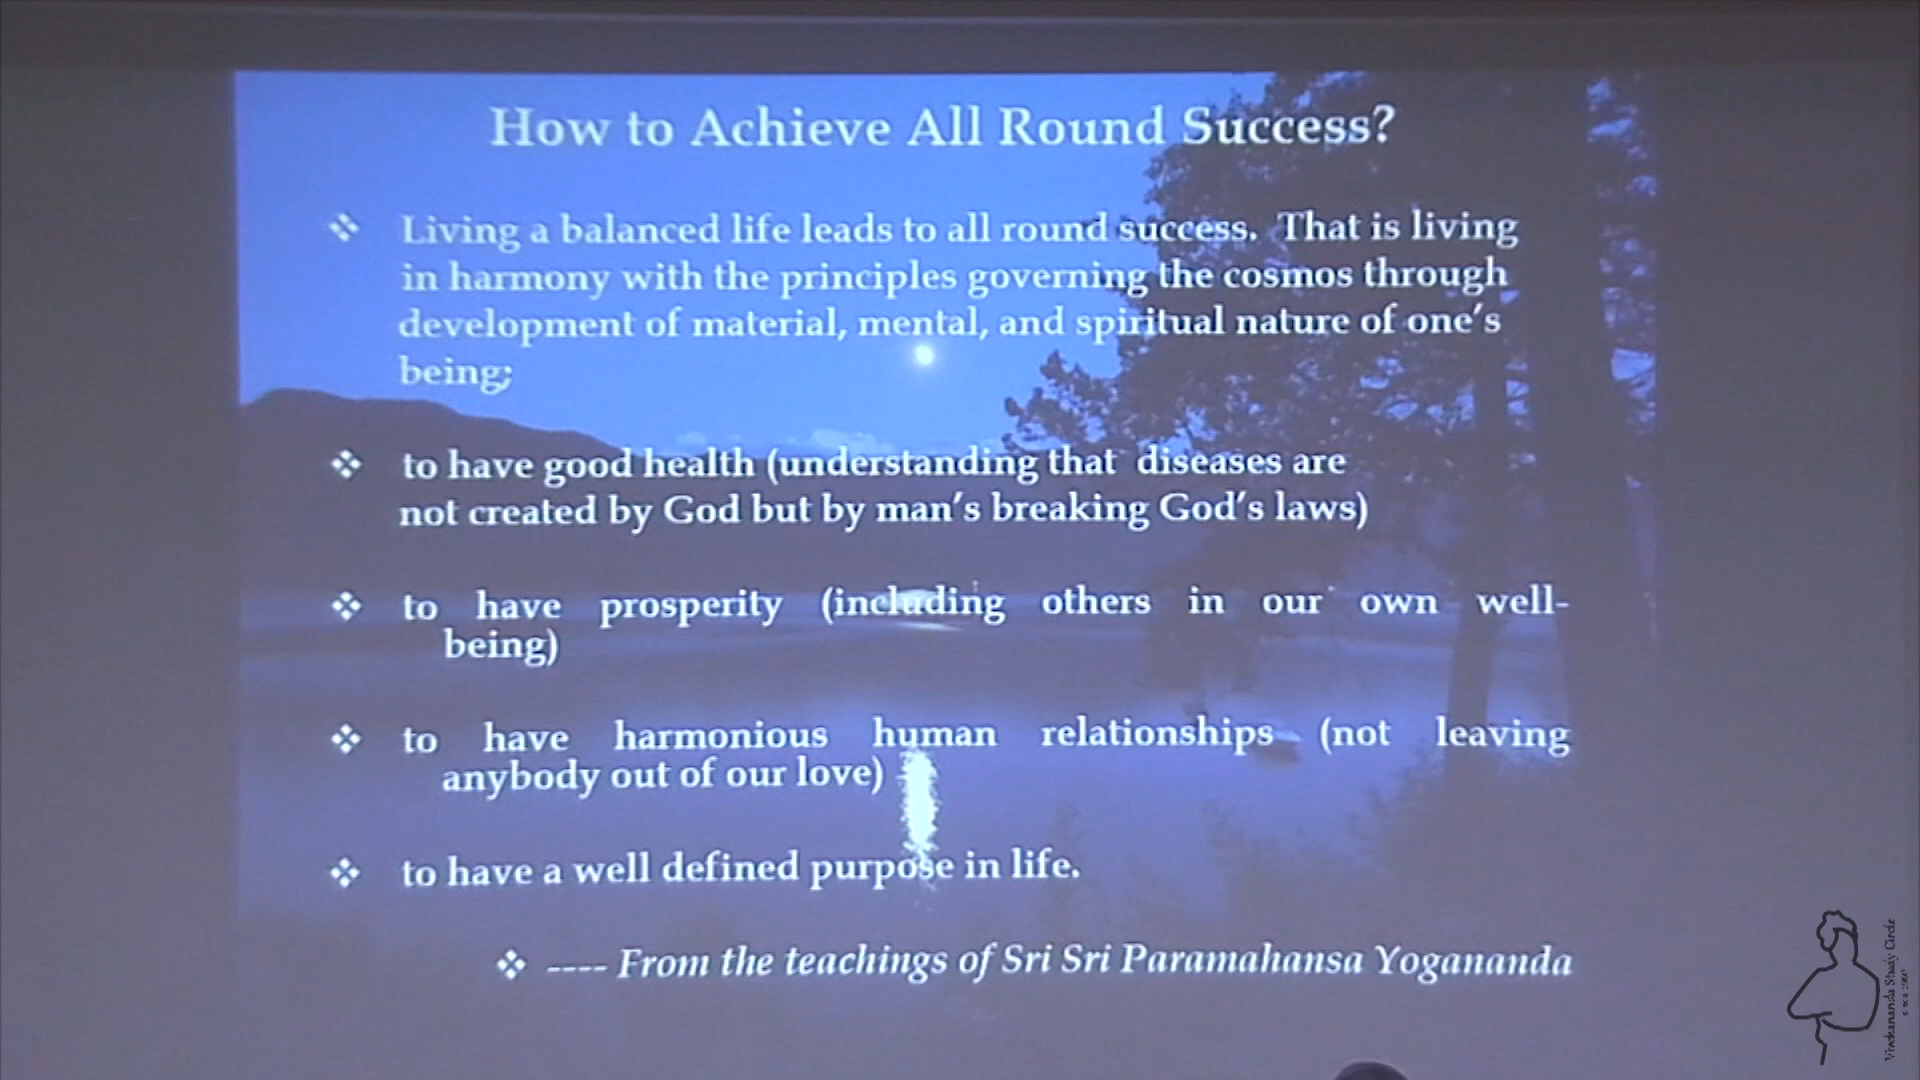 How to Achieve All Round Success?
❖ Living a balanced life leads to all round success. That is living
in harmony with the principles governing the cosmos through
development of material, mental, and spiritual nature of one's
being;
❖ to have good health (understanding that diseases are
not created by God but by man's breaking God's laws)
❖ to have prosperity (including others in our own well-
being)
❖ to have harmonious human relationships (not leaving
anybody out of our love)
❖ to have a well defined purpose in life.
❖ ---- From the teachings of Sri Sri Paramahansa Yogananda
Vivekananda Study Circle